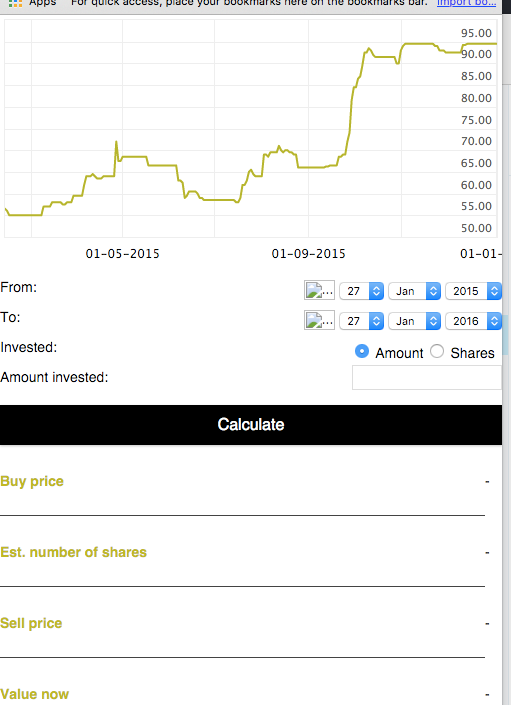 Apps For quick access, place your bookmarks here on the bookmarks bar. Import bo...
95.00
90.00
85.00
80.00
75.00
70.00
65.00
60.00
55.00
50.00
01-05-2015 01-09-2015 01-01-
From: ... 27 Jan 2015
To: ... 27 Jan 2016
Invested: Amount Shares
Amount invested:
Calculate
Buy price -
Est. number of shares -
Sell price -
Value now -